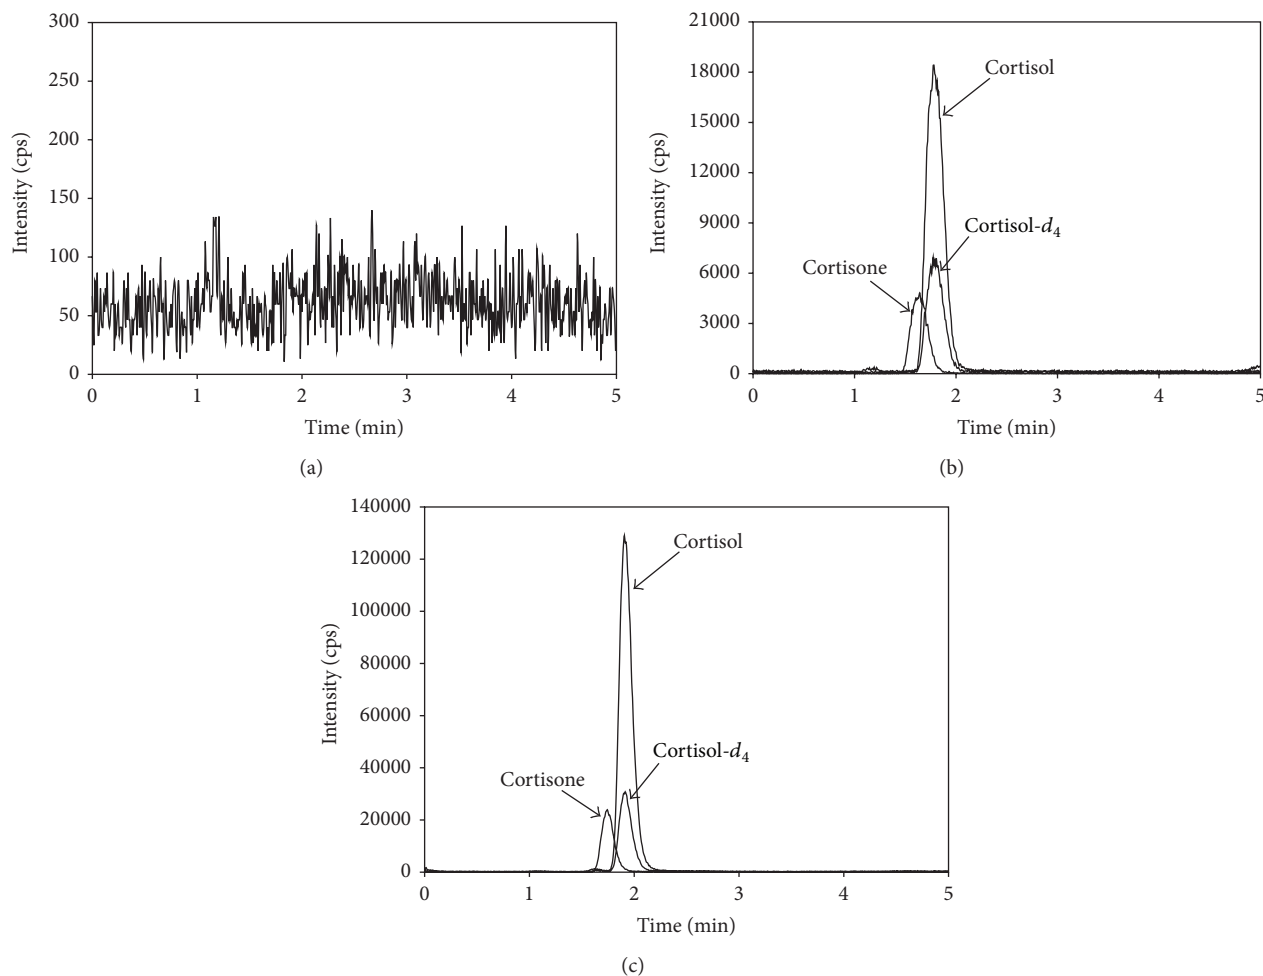 300
250
200
150
100
50
0
Intensity (cps)
0 1 2 3 4 5
Time (min)
(a)
21000
18000
15000
12000
9000
6000
3000
0
Intensity (cps)
Cortisol
Cortisol-d4
Cortisone
0 1 2 3 4 5
Time (min)
(b)
140000
120000
100000
80000
60000
40000
20000
0
Intensity (cps)
Cortisol
Cortisol-d4
Cortisone
0 1 2 3 4 5
Time (min)
(c)